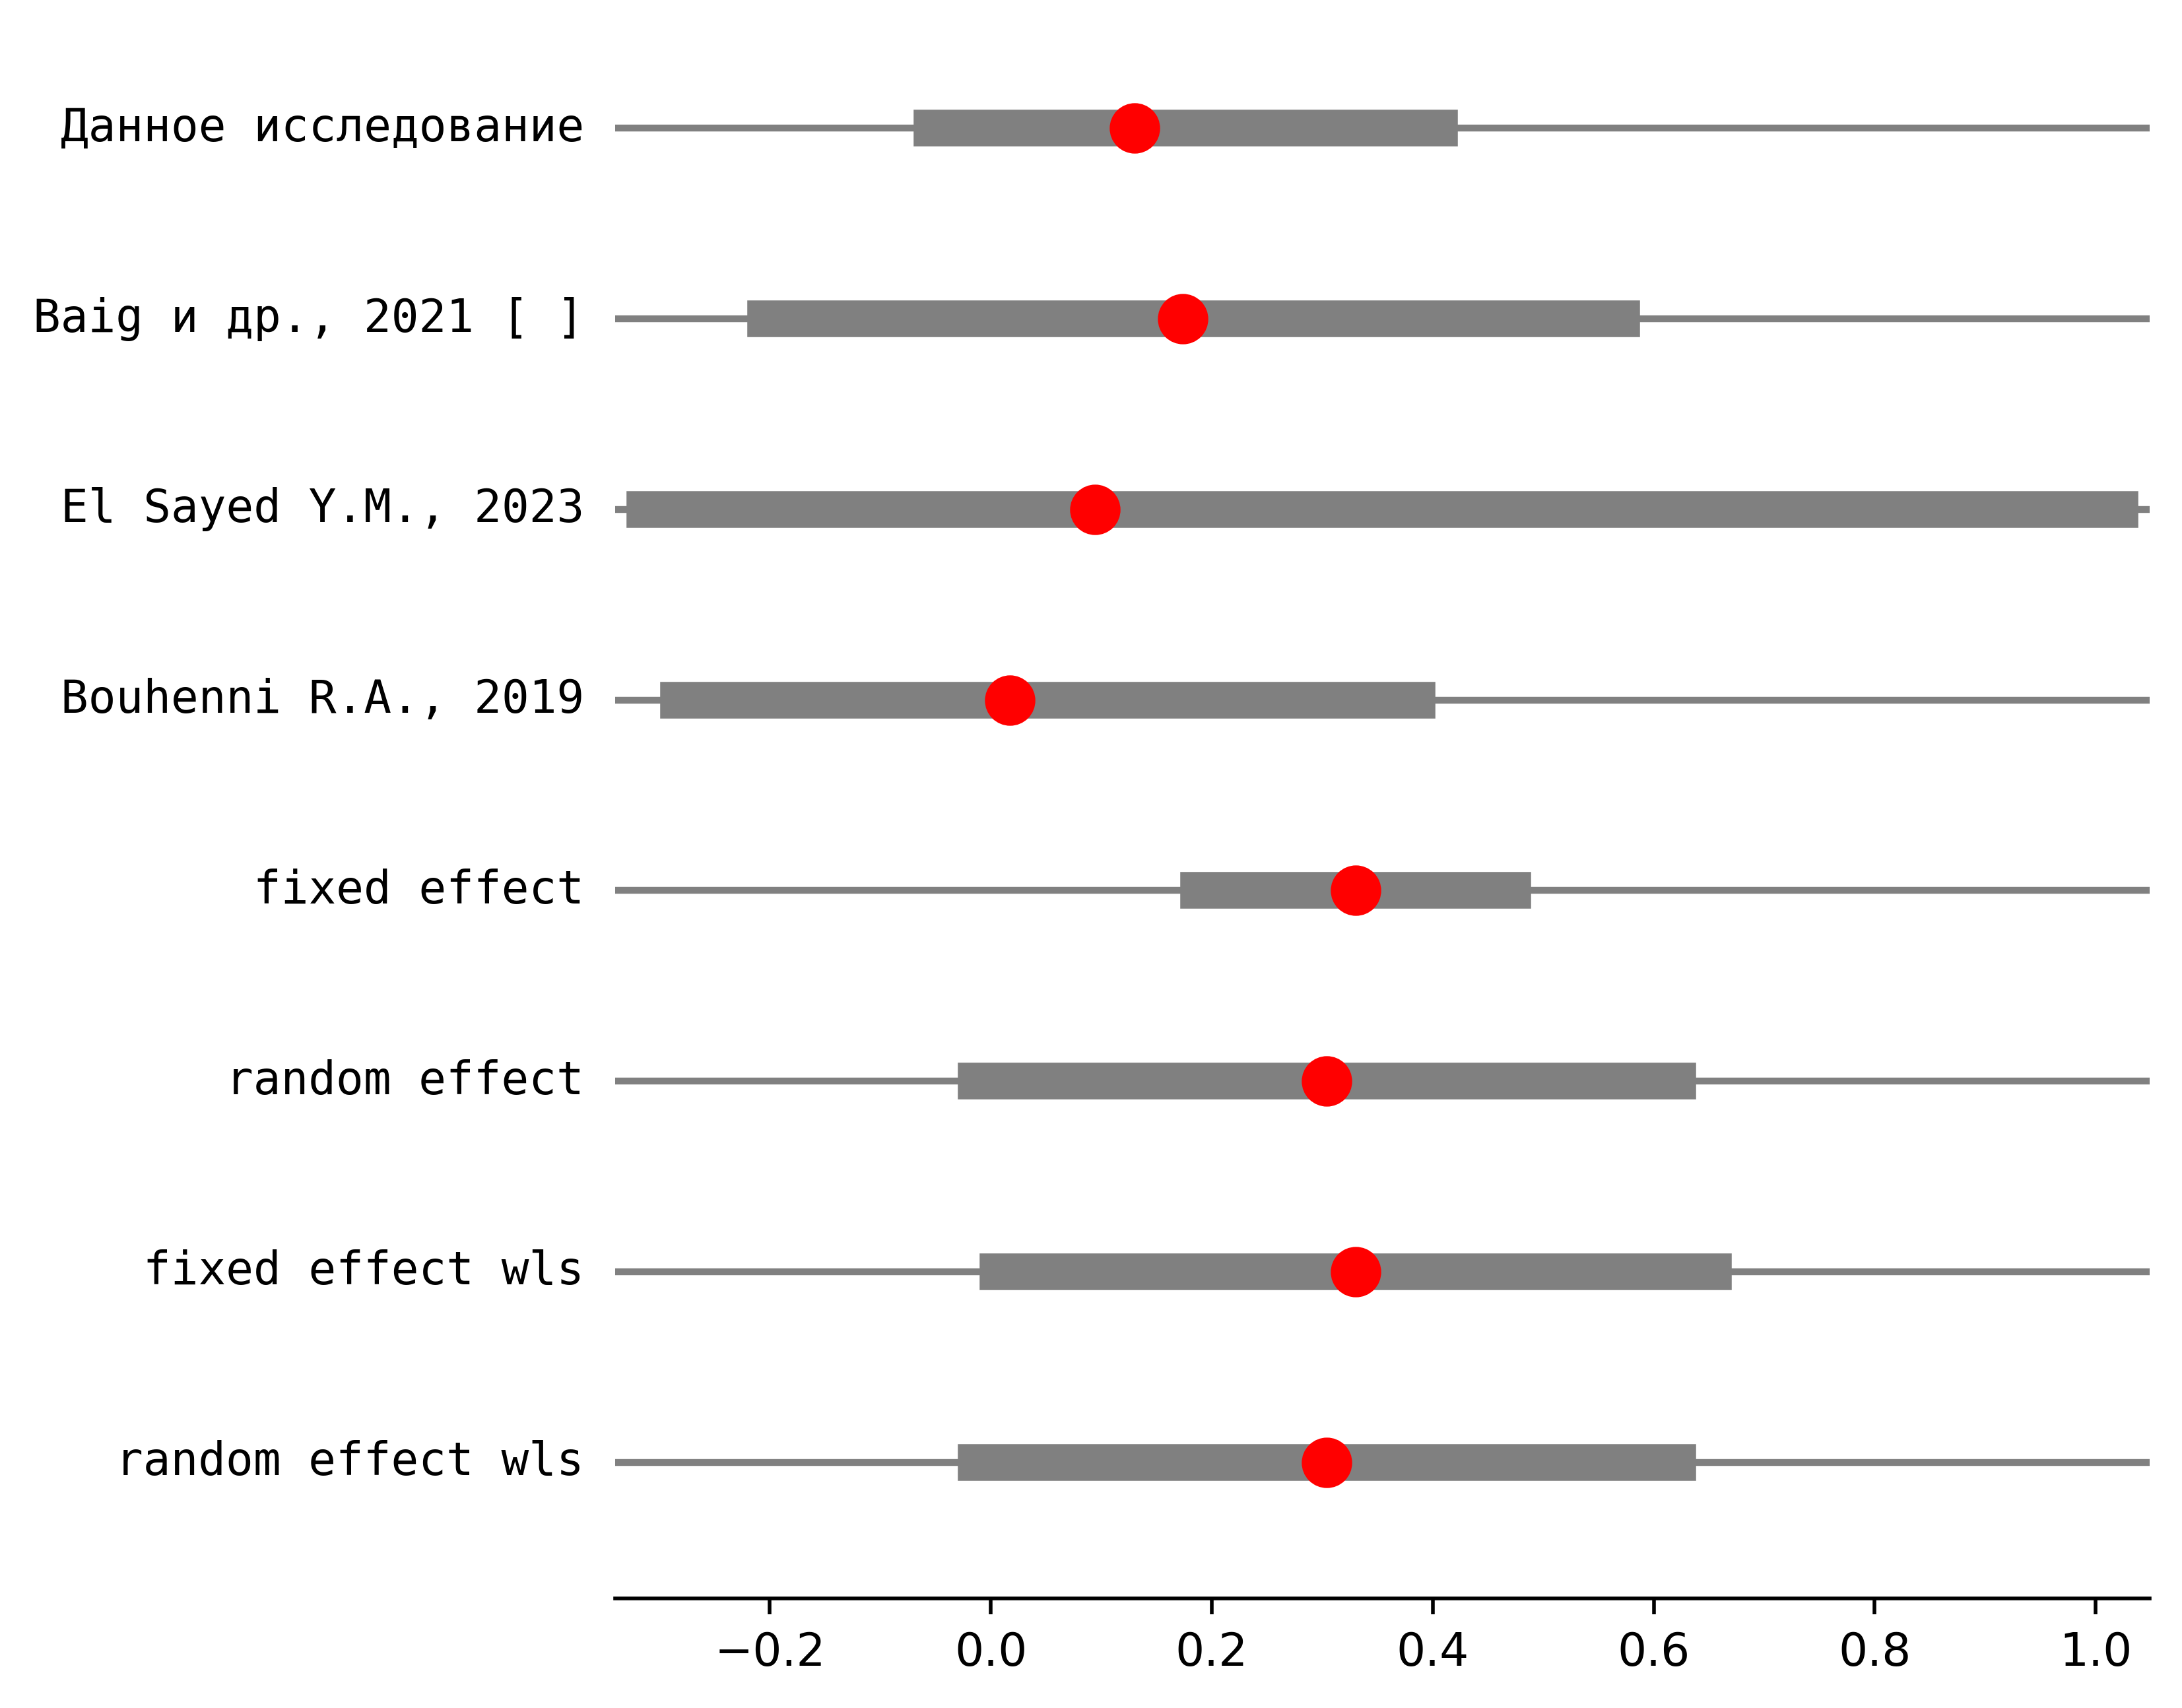 Данное исследование
Baig и др., 2021 [ ]
El Sayed Y.M., 2023
Bouhenni R.A., 2019
fixed effect
random effect
fixed effect wls
random effect wls
−0.2 0.0 0.2 0.4 0.6 0.8 1.0